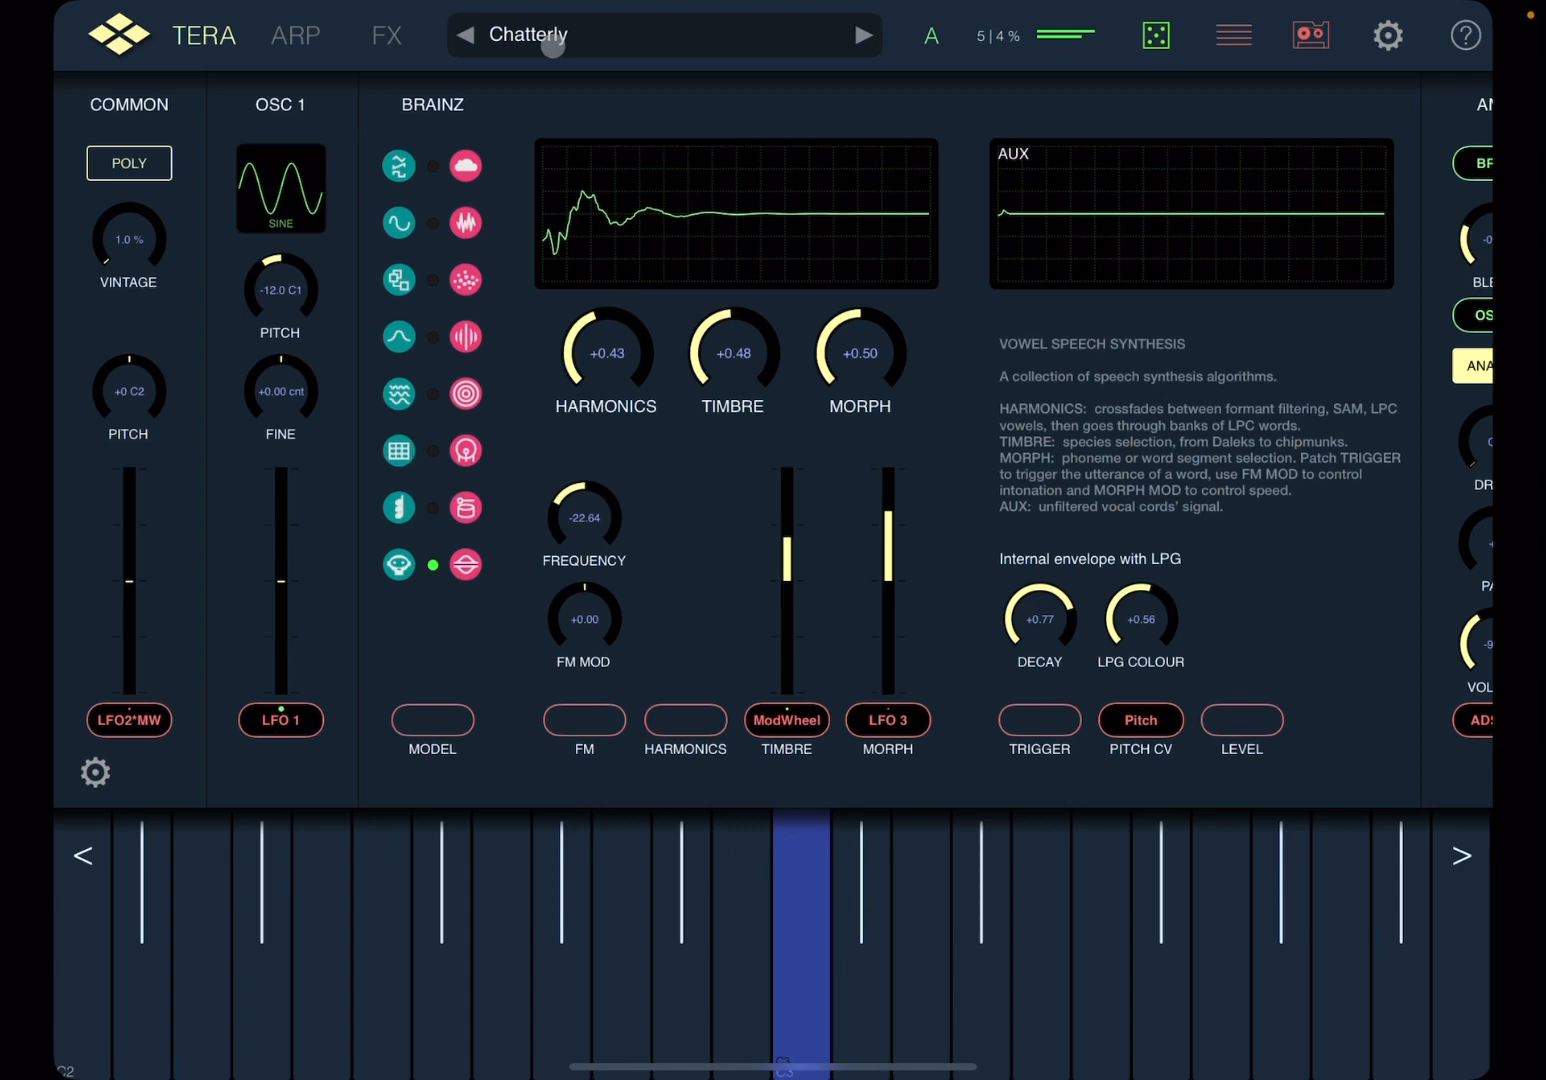 TERA ARP FX Chatterly A 5|4 % ?
COMMON OSC 1 BRAINZ
POLY
SINE
AUX
1.0 %
VINTAGE
-12.0 C1
PITCH
+0 C2
PITCH
+0.00 cnt
FINE
+0.43 +0.48 +0.50
HARMONICS TIMBRE MORPH
VOWEL SPEECH SYNTHESIS
A collection of speech synthesis algorithms.
HARMONICS: crossfades between formant filtering, SAM, LPC
vowels, then goes through banks of LPC words.
TIMBRE: species selection, from Daleks to chipmunks.
MORPH: phoneme or word segment selection. Patch TRIGGER
to trigger the utterance of a word, use FM MOD to control
intonation and MORPH MOD to control speed.
AUX: unfiltered vocal cords' signal.
-22.64
FREQUENCY
+0.00
FM MOD
Internal envelope with LPG
+0.77 +0.56
DECAY LPG COLOUR
LFO2*MW LFO 1 ModWheel LFO 3 Pitch
MODEL FM HARMONICS TIMBRE MORPH TRIGGER PITCH CV LEVEL
< >
C2 C3